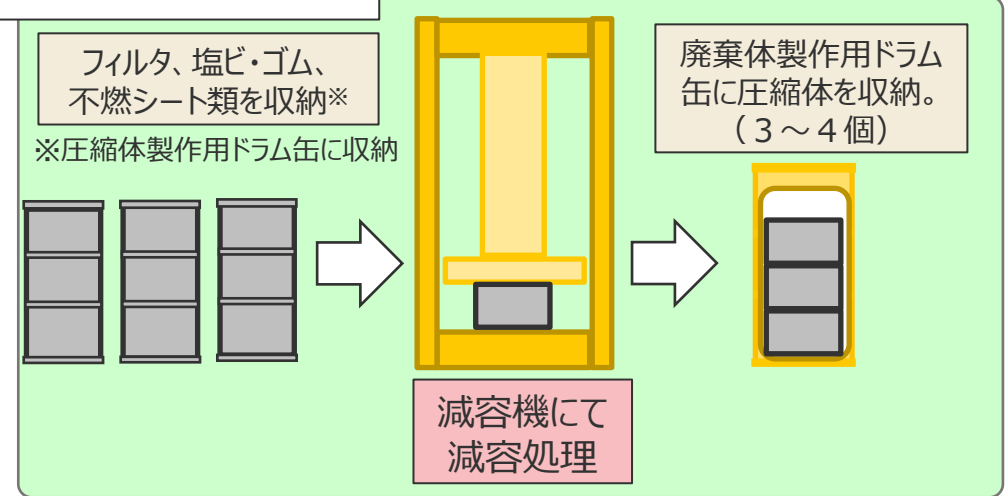 フィルタ、塩ビ・ゴム、
不燃シート類を収納※
※圧縮体製作用ドラム缶に収納
減容機にて
減容処理
廃棄体製作用ドラム
缶に圧縮体を収納。
（３～４個）